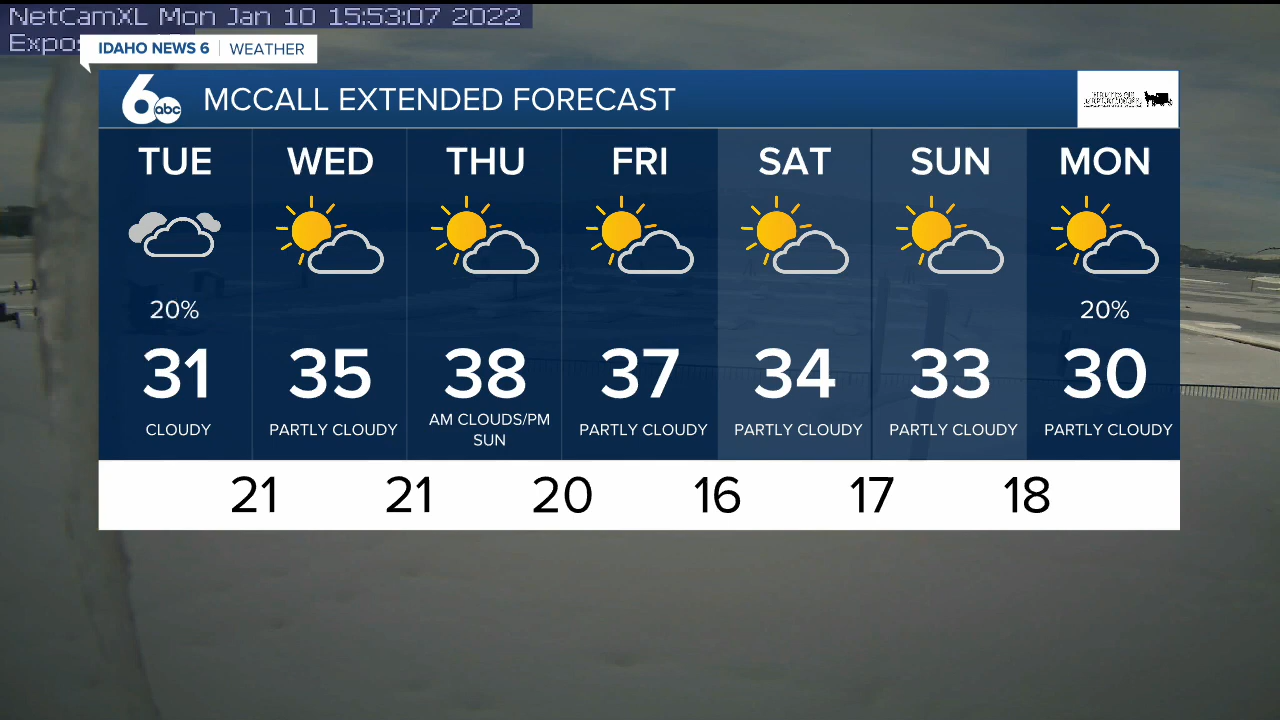 NetCamXL Mon Jan 10 15:53:07 2022
Expos
IDAHO NEWS 6 WEATHER
6 abc
MCCALL EXTENDED FORECAST
TUE WED THU FRI SAT SUN MON
20% 20%
31 35 38 37 34 33 30
CLOUDY PARTLY CLOUDY AM CLOUDS/PM SUN PARTLY CLOUDY PARTLY CLOUDY PARTLY CLOUDY PARTLY CLOUDY
21 21 20 16 17 18